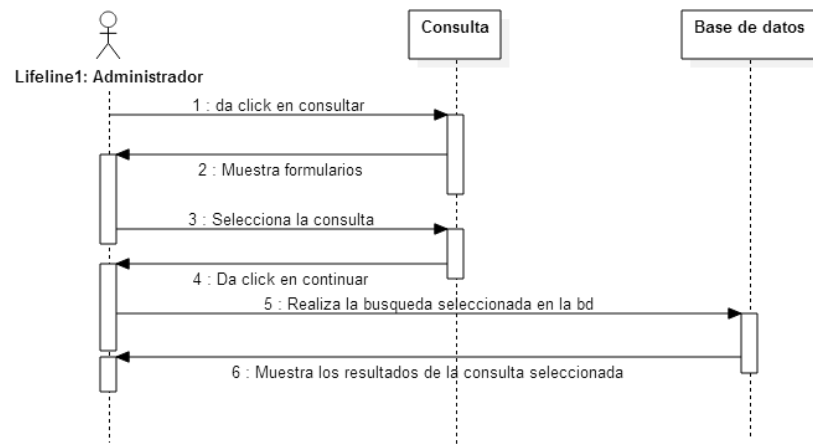 Consulta
Base de datos
Lifeline1: Administrador
1 : da click en consultar
2 : Muestra formularios
3 : Selecciona la consulta
4 : Da click en continuar
5 : Realiza la busqueda seleccionada en la bd
6 : Muestra los resultados de la consulta seleccionada